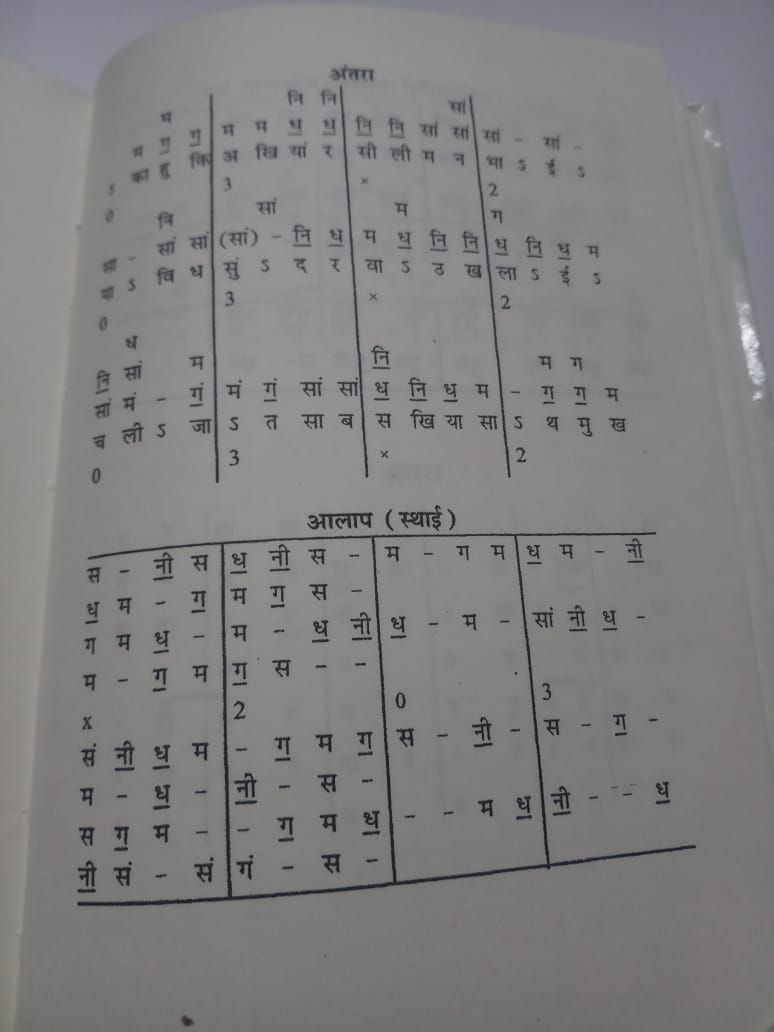 अंतरा
म नि नि सां
म ग ग म म ध ध नि नि सां सां सां - सां -
ऽ का हु कि अ खि यां र सी ली म न भा ऽ ई ऽ
0 3 × 2
नि सां म ग
सा - सां सां (सां) - नि ध म ध नि नि ध नि ध म
या ऽ वि ध सुं ऽ द र वा ऽ उ ख ला ऽ ई ऽ
0 3 × 2
ध
नि सां म नि म ग
सां मं - गं मं गं सां सां ध नि ध म - ग ग म
च ली ऽ जा ऽ त सा ब स खि या सा ऽ थ मु ख
0 3 × 2
आलाप ( स्थाई )
स - नी स ध नी स - म - ग म ध म - नी
ध म - ग म ग स -
ग म ध - म - ध नी ध - म - सां नी ध -
म - ग म ग स - -
x 2 0 3
सं नी ध म - ग म ग स - नी - स - ग -
म - ध - नी - स -
स ग म - - ग म ध - - म ध नी - - ध
नी सं - सं गं - स -